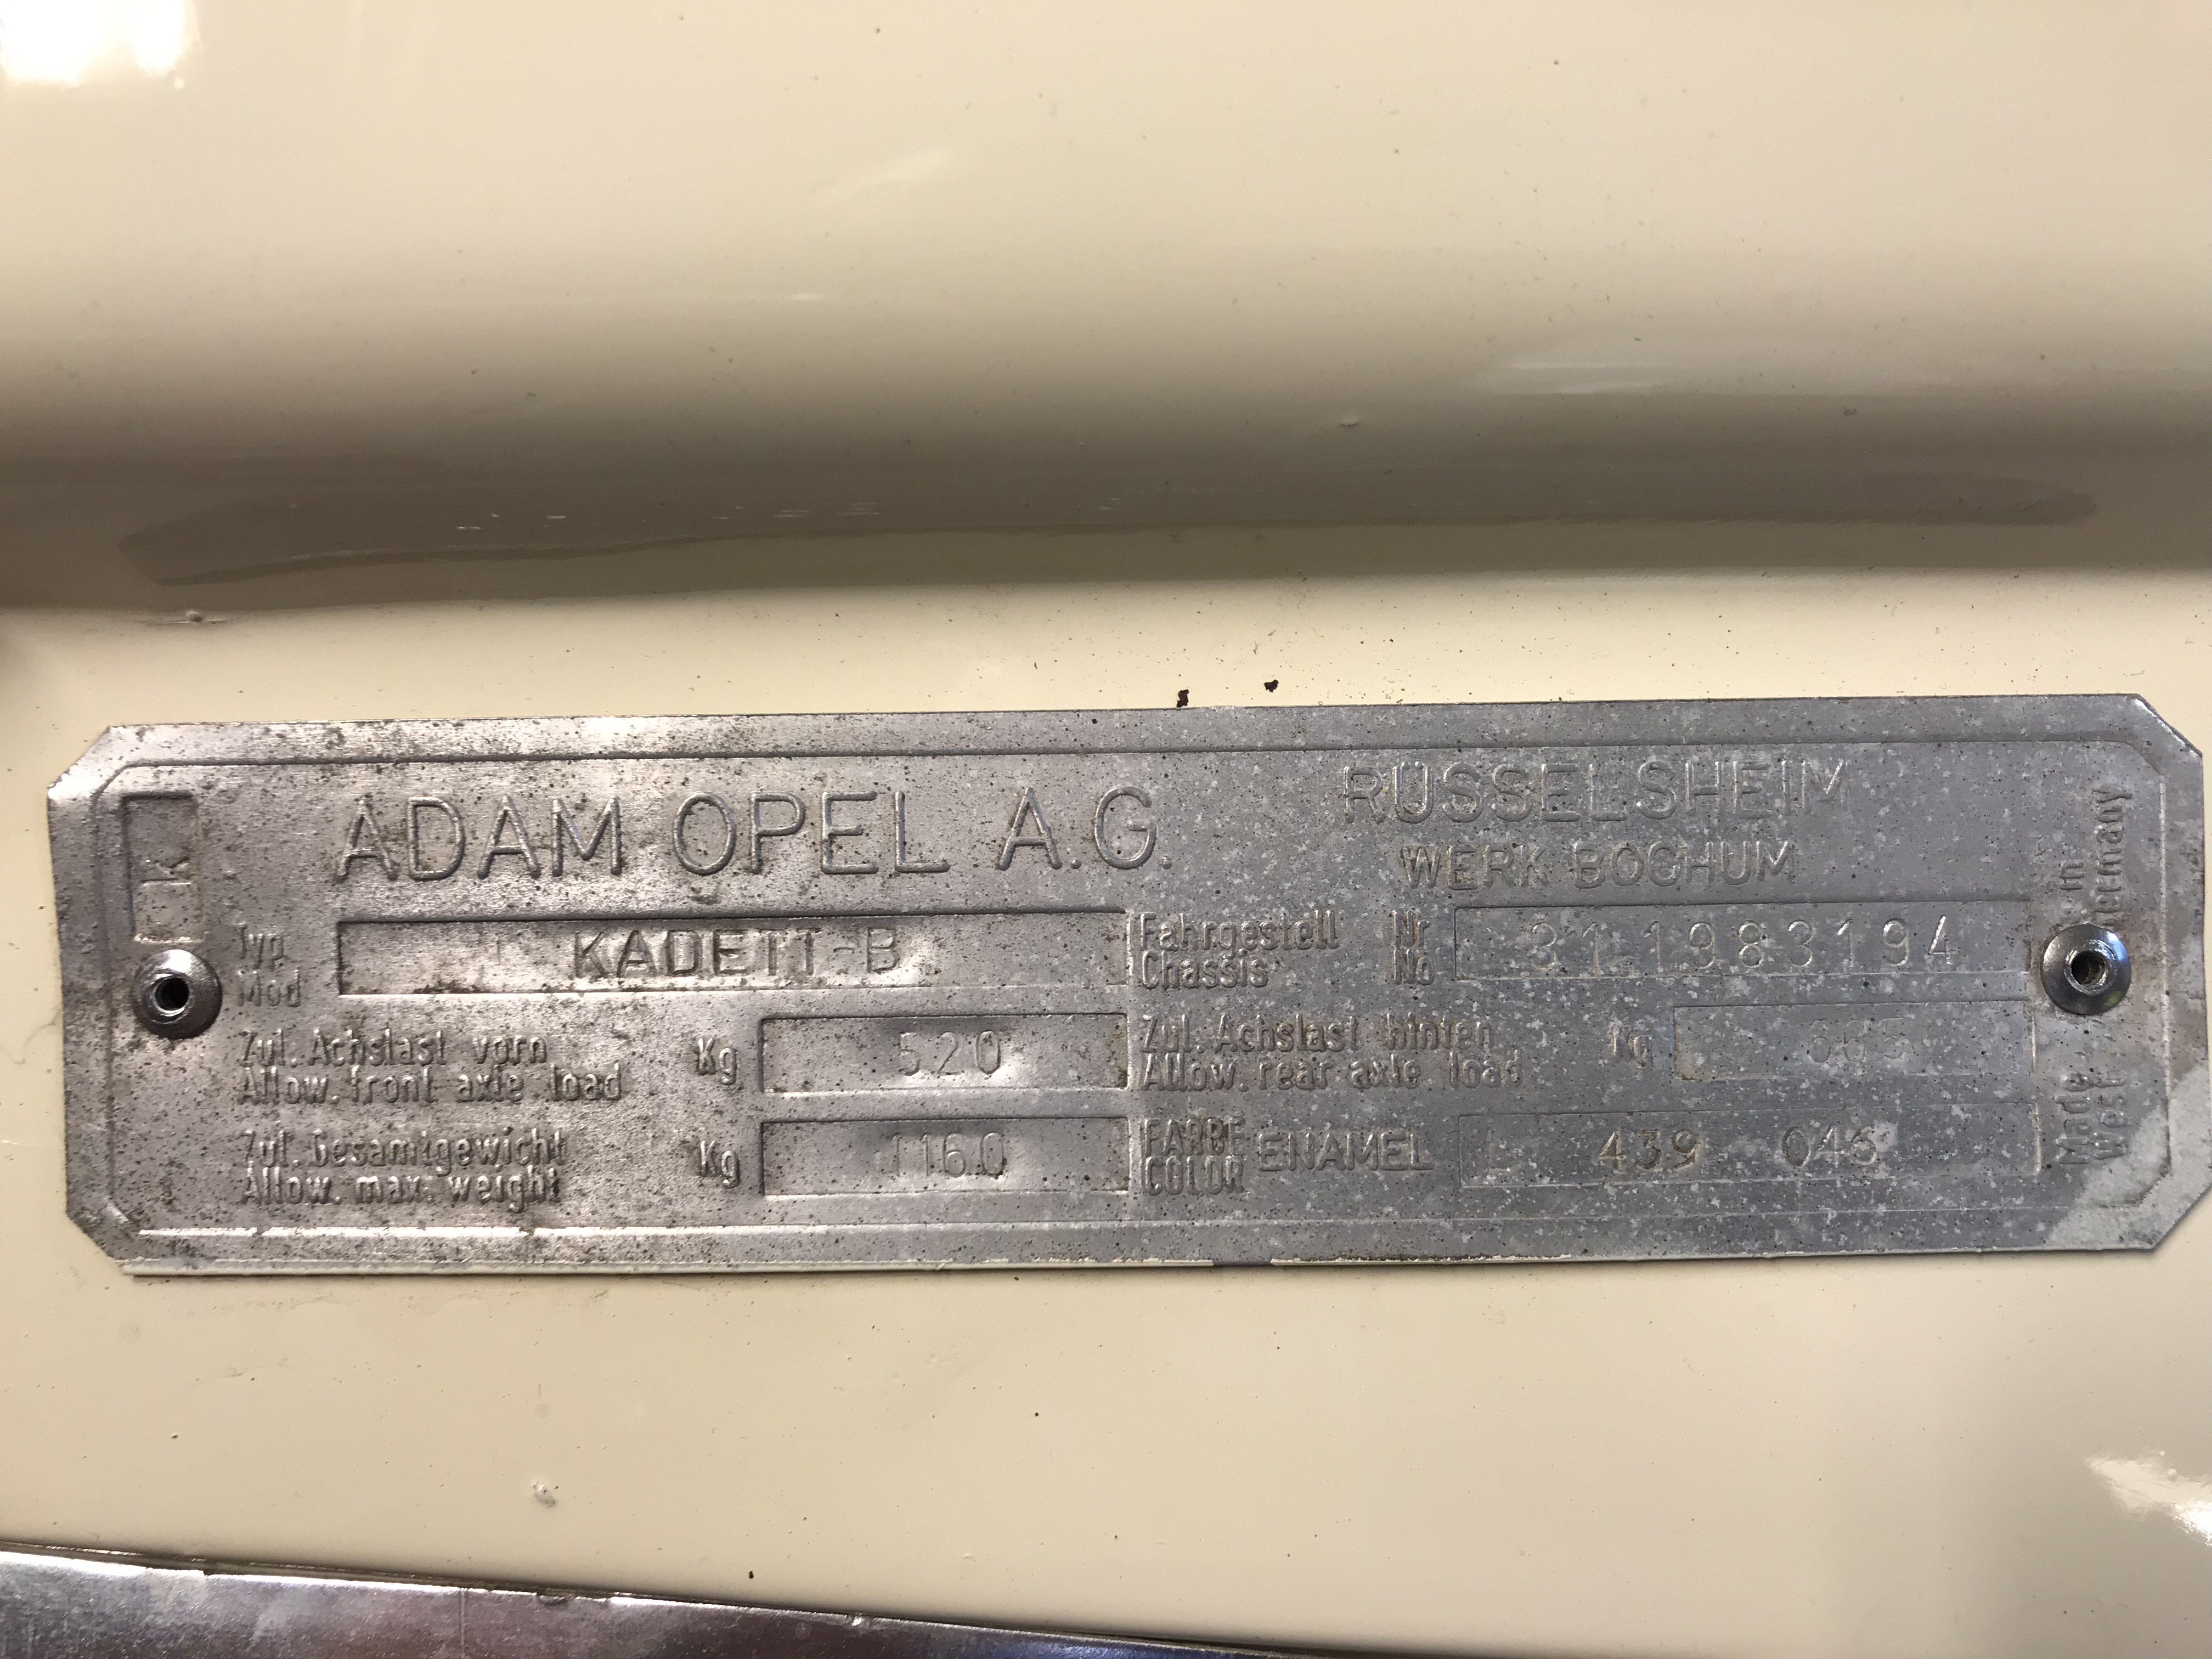 K
ADAM OPEL A.G.
RÜSSELSHEIM
WERK BOCHUM
Typ
Mod
KADETT-B
Fahrgestell Nr
Chassis No
31 1983194
Zul. Achslast vorn
Allow. front axle load
Kg
520
Zul. Achslast hinten
Allow. rear axle load
Kg
Zul. Gesamtgewicht
Allow. max. weight
Kg
1160
FARBE
COLOR
ENAMEL
L 439 046
Made in
West Germany